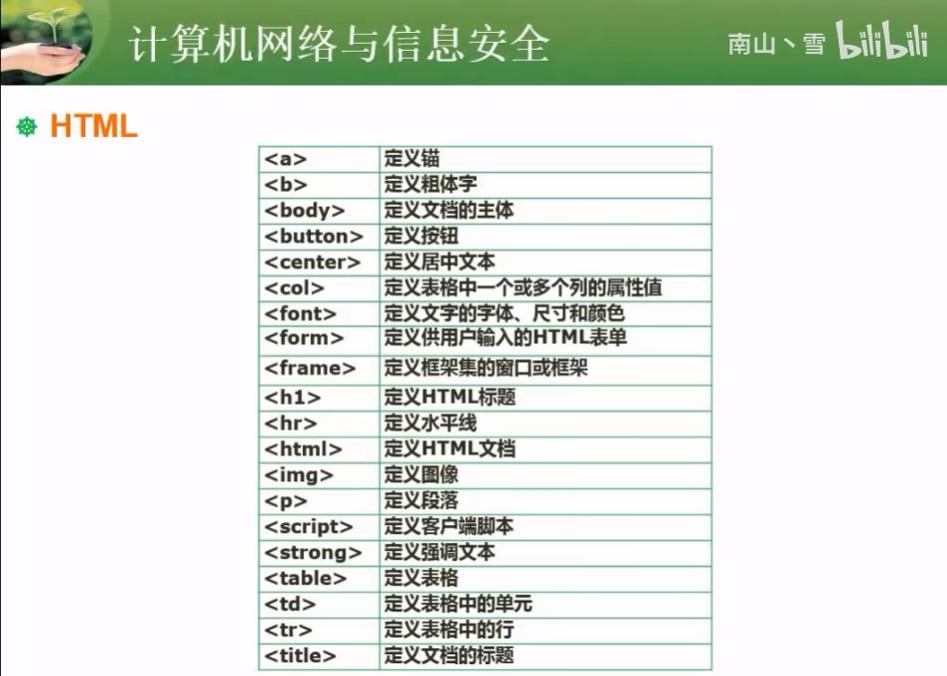 计算机网络与信息安全
南山丶雪 bilibili
HTML
<a> 定义锚
<b> 定义粗体字
<body> 定义文档的主体
<button> 定义按钮
<center> 定义居中文本
<col> 定义表格中一个或多个列的属性值
<font> 定义文字的字体、尺寸和颜色
<form> 定义供用户输入的HTML表单
<frame> 定义框架集的窗口或框架
<h1> 定义HTML标题
<hr> 定义水平线
<html> 定义HTML文档
<img> 定义图像
<p> 定义段落
<script> 定义客户端脚本
<strong> 定义强调文本
<table> 定义表格
<td> 定义表格中的单元
<tr> 定义表格中的行
<title> 定义文档的标题